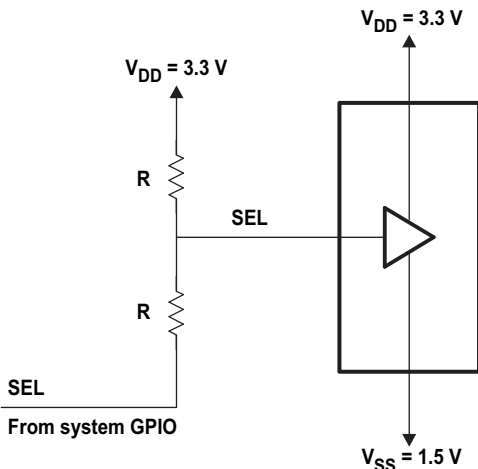 V_DD = 3.3 V
V_DD = 3.3 V
R
SEL
R
SEL
From system GPIO
V_SS = 1.5 V